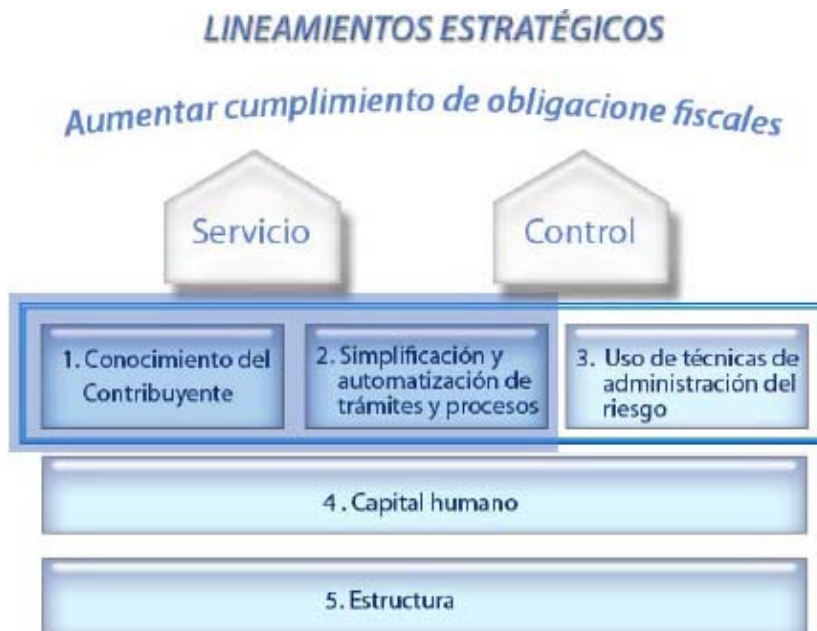 LINEAMIENTOS ESTRATÉGICOS
Aumentar cumplimiento de obligacione fiscales
Servicio
Control
1. Conocimiento del
Contribuyente
2. Simplificación y
automatización de
trámites y procesos
3. Uso de técnicas de
administración del
riesgo
4. Capital humano
5. Estructura